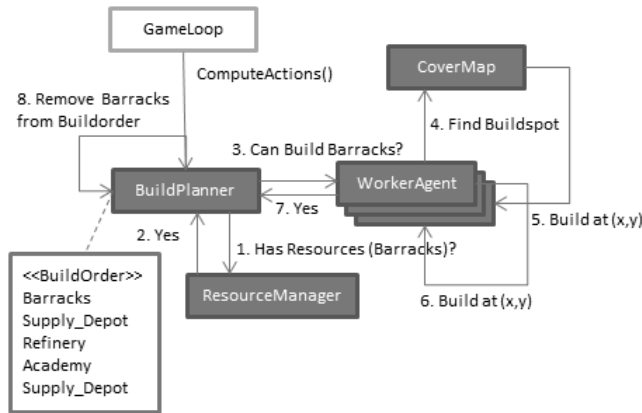 GameLoop
ComputeActions()
CoverMap
8. Remove Barracks
from Buildorder
4. Find Buildspot
3. Can Build Barracks?
BuildPlanner
WorkerAgent
7. Yes
5. Build at (x,y)
2. Yes
1. Has Resources (Barracks)?
6. Build at (x,y)
ResourceManager
<<BuildOrder>>
Barracks
Supply_Depot
Refinery
Academy
Supply_Depot